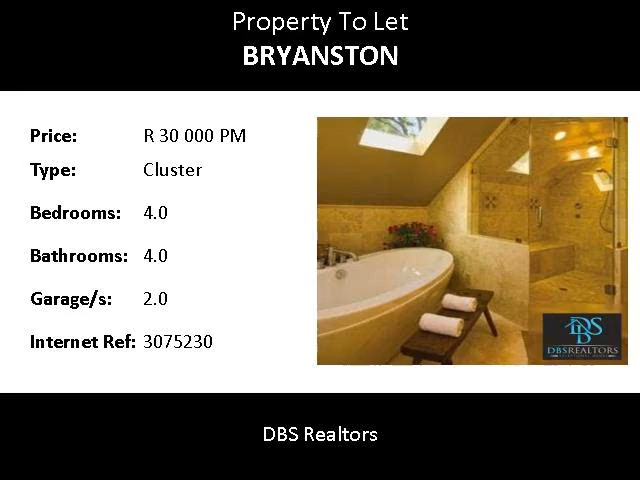 Property To Let
BRYANSTON
Price: R 30 000 PM
Type: Cluster
Bedrooms: 4.0
Bathrooms: 4.0
Garage/s: 2.0
Internet Ref: 3075230
DBS
DBSREALTORS
DBS Realtors